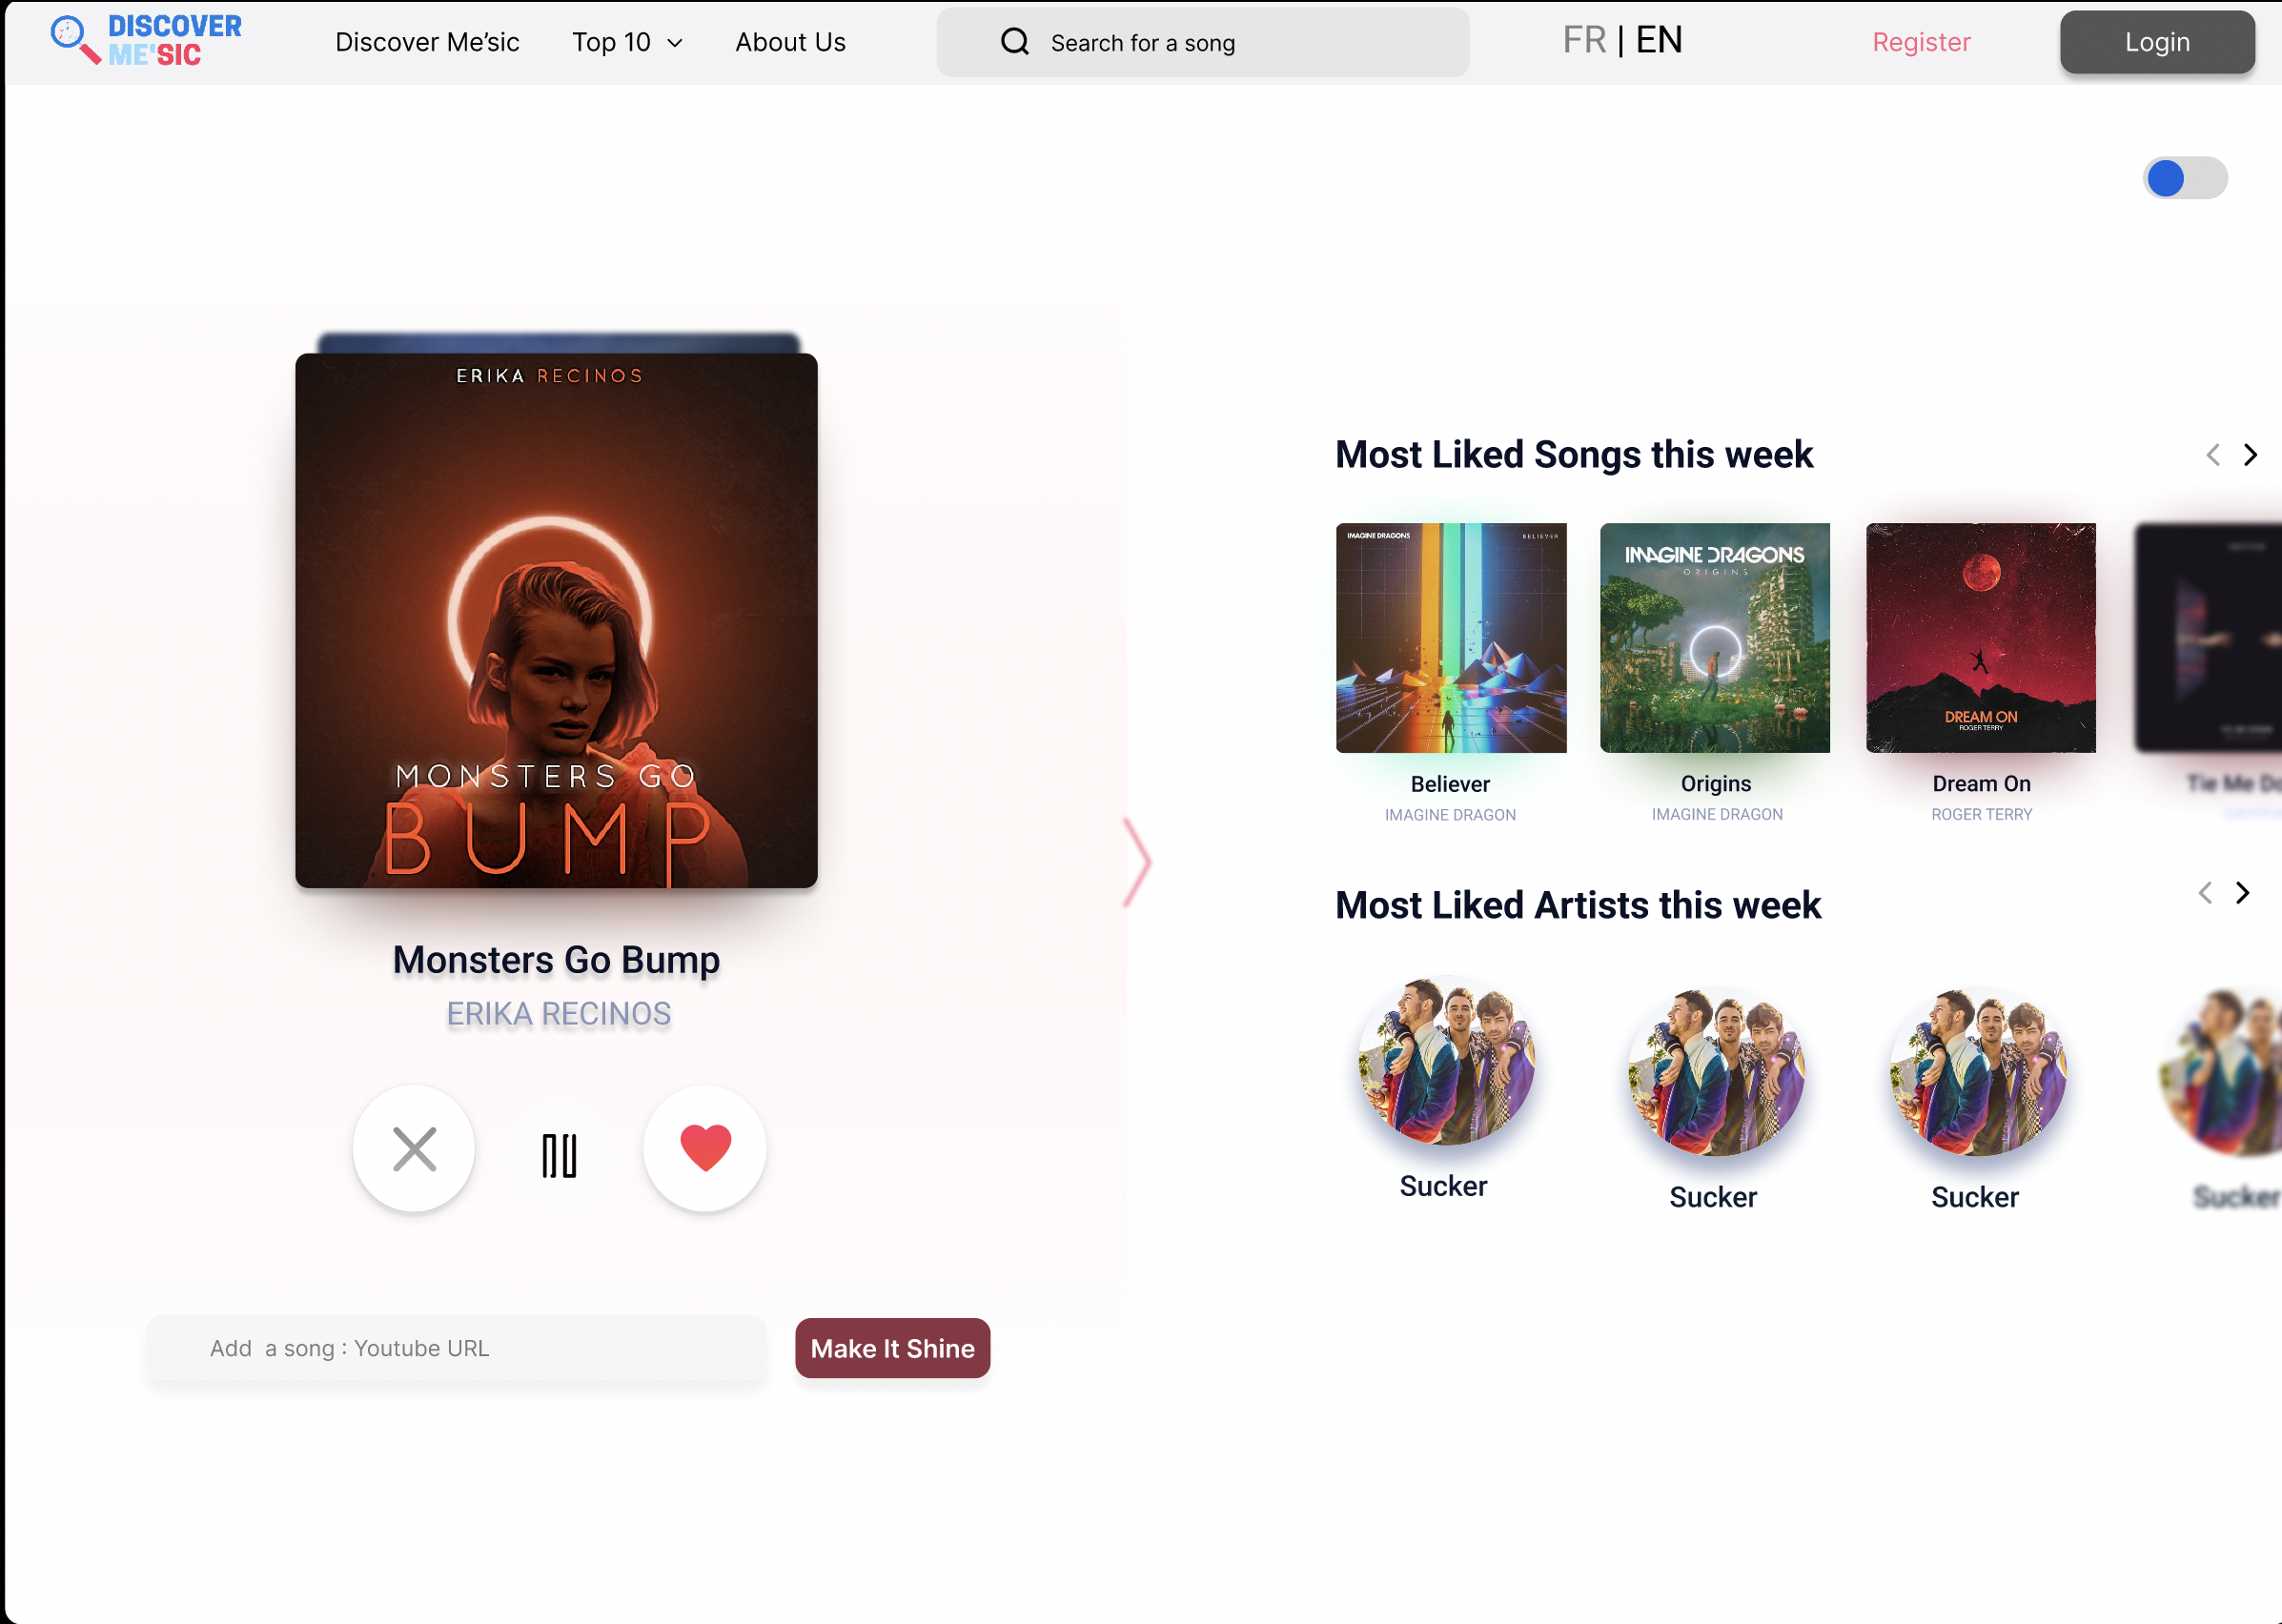 DISCOVER
ME'SIC
Discover Me’sic
Top 10
About Us
Search for a song
FR | EN
Register
Login
ERIKA RECINOS
MONSTERS GO
BUMP
Monsters Go Bump
ERIKA RECINOS
Add a song : Youtube URL
Make It Shine
Most Liked Songs this week
IMAGINE DRAGONS
BELIEVER
IMAGINE DRAGONS
ORIGINS
DREAM ON
ROGER TERRY
Believer
IMAGINE DRAGON
Origins
IMAGINE DRAGON
Dream On
ROGER TERRY
Tie Me Do
Most Liked Artists this week
Sucker
Sucker
Sucker
Sucker